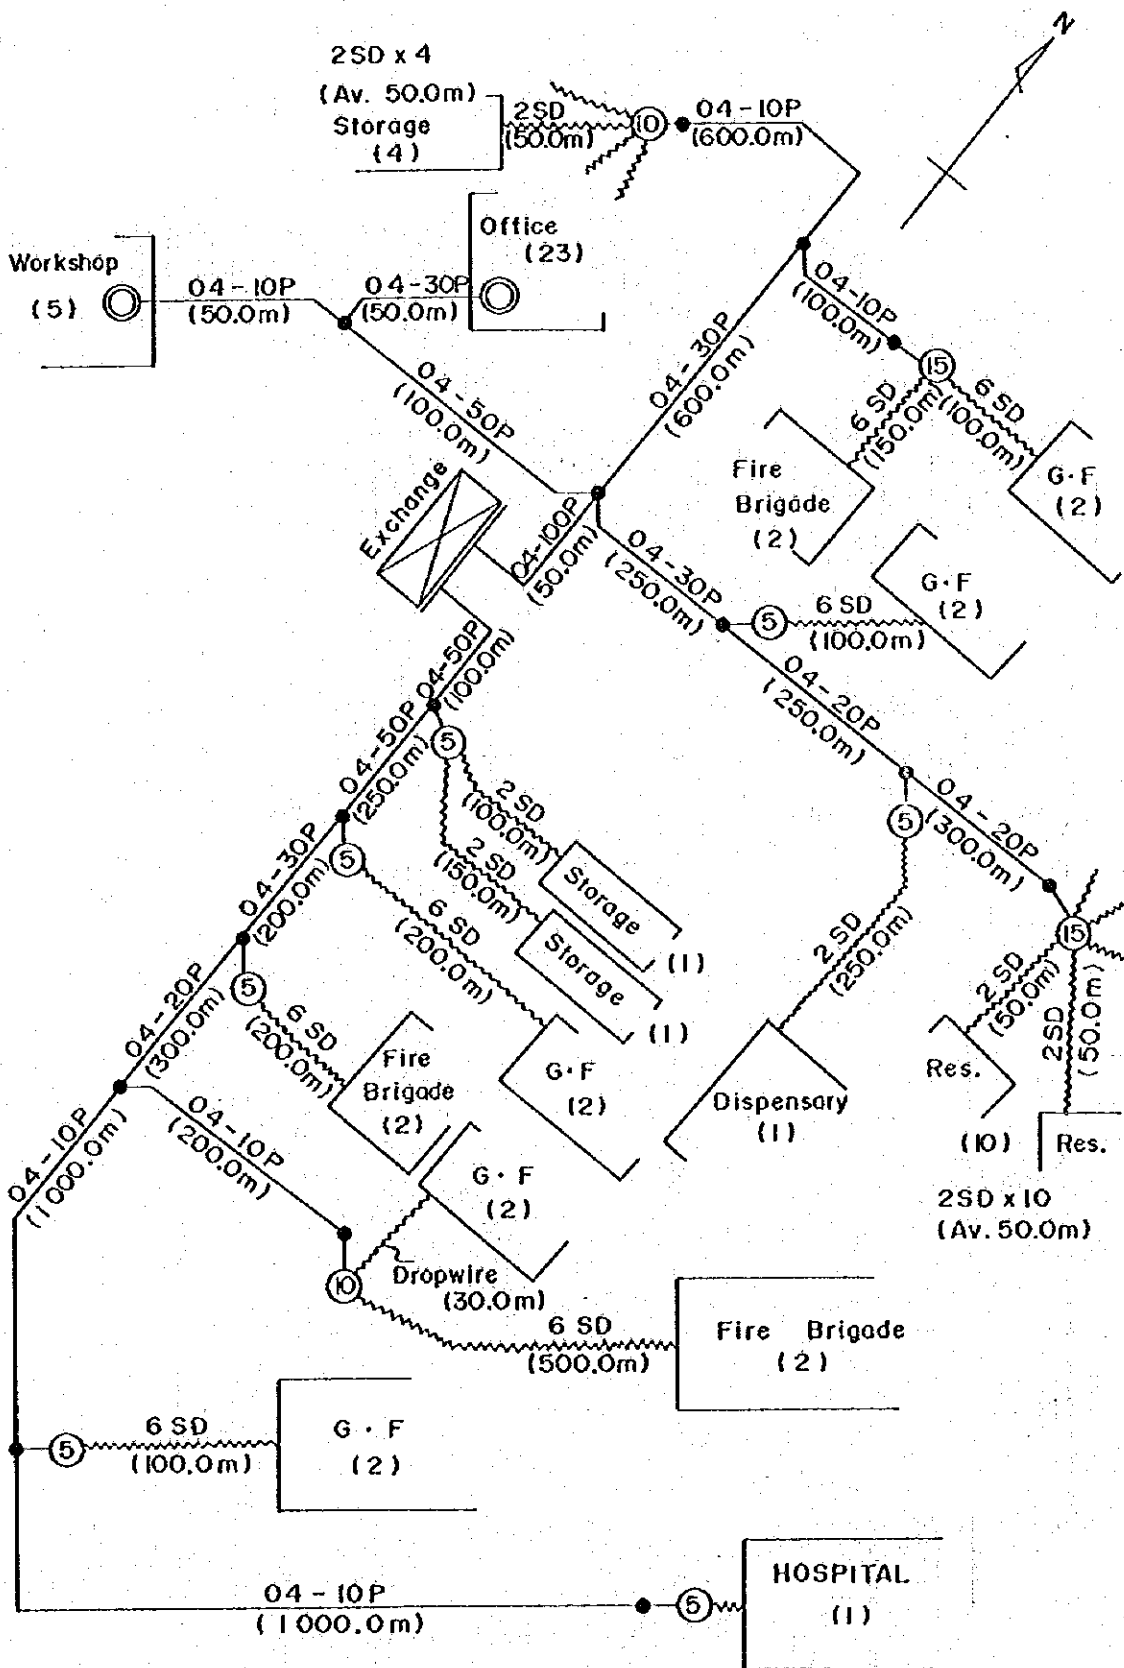 N
2SD x 4
(Av. 50.0m)
Storage
(4)
2SD
(50.0m)
10
04-10P
(600.0m)
Office
(23)
Workshop
(5)
04-10P
(50.0m)
04-30P
(50.0m)
04-10P
(100.0m)
15
04-50P
(100.0m)
04-30P
(600.0m)
6 SD
(150.0m)
6 SD
(100.0m)
Fire
Brigade
(2)
G·F
(2)
Exchange
04-100P
(50.0m)
04-30P
(250.0m)
5
6 SD
(100.0m)
G·F
(2)
04-50P
(100.0m)
04-20P
(250.0m)
04-50P
(250.0m)
5
2 SD
(100.0m)
2 SD
(150.0m)
Storage
(1)
Storage
(1)
5
04-20P
(300.0m)
04-30P
(200.0m)
5
6 SD
(200.0m)
2 SD
(250.0m)
15
2 SD
(50.0m)
2SD
(50.0m)
04-20P
(300.0m)
5
6 SD
(200.0m)
Fire
Brigade
(2)
G·F
(2)
Dispensary
(1)
Res.
(10)
Res.
2SD x 10
(Av. 50.0m)
04-10P
(1000.0m)
04-10P
(200.0m)
G·F
(2)
10
Dropwire
(30.0m)
6 SD
(500.0m)
Fire Brigade
(2)
5
6 SD
(100.0m)
G·F
(2)
04-10P
(1000.0m)
5
HOSPITAL
(1)